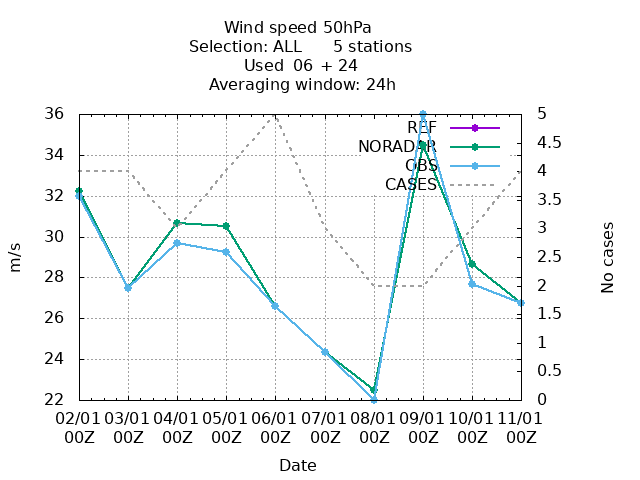 Wind speed 50hPa
Selection: ALL 5 stations
Used 06 + 24
Averaging window: 24h
36
34
32
30
28
26
24
22
m/s
5
4.5
4
3.5
3
2.5
2
1.5
1
0.5
0
No cases
REF
NORADAR
OBS
CASES
02/01 03/01 04/01 05/01 06/01 07/01 08/01 09/01 10/01 11/01
00Z 00Z 00Z 00Z 00Z 00Z 00Z 00Z 00Z 00Z
Date